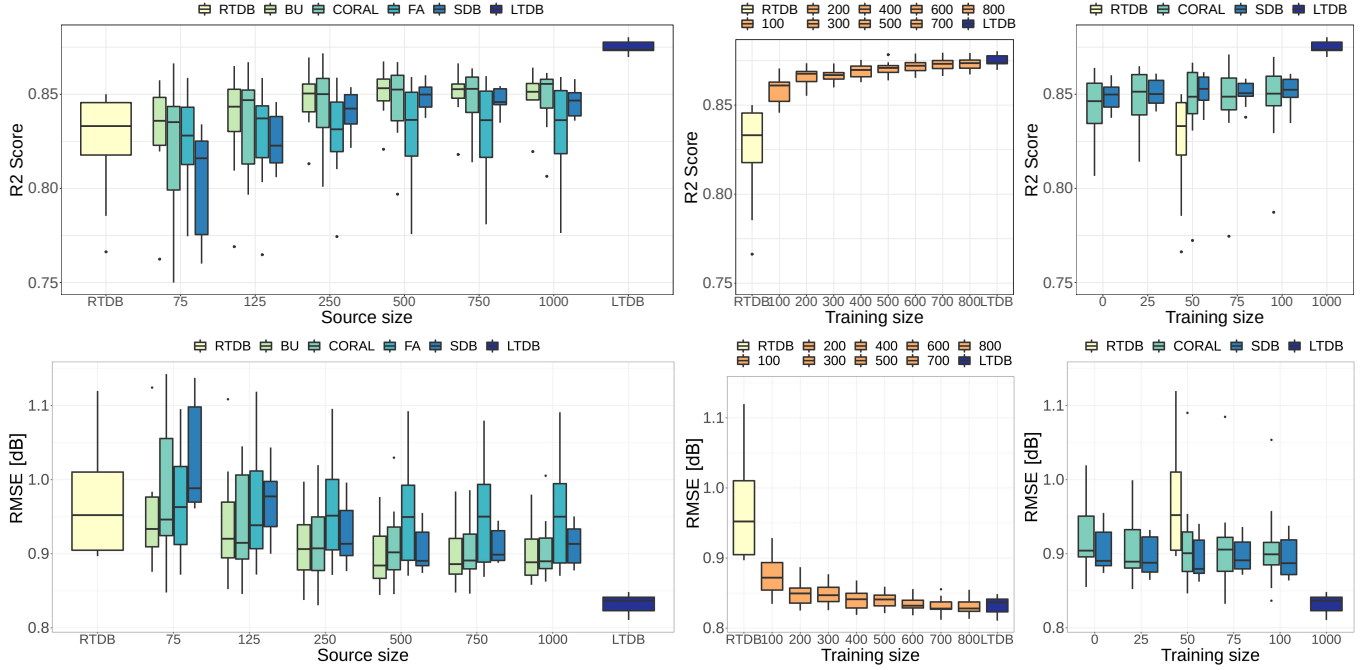 RTDB BU CORAL FA SDB LTDB
R2 Score
0.85
0.80
0.75
RTDB 75 125 250 500 750 1000 LTDB
Source size
RTDB 200 400 600 800
100 300 500 700 LTDB
R2 Score
0.85
0.80
0.75
RTDB 100 200 300 400 500 600 700 800 LTDB
Training size
RTDB CORAL SDB LTDB
R2 Score
0.85
0.80
0.75
0 25 50 75 100 1000
Training size
RTDB BU CORAL FA SDB LTDB
RMSE [dB]
1.1
1.0
0.9
0.8
RTDB 75 125 250 500 750 1000 LTDB
Source size
RTDB 200 400 600 800
100 300 500 700 LTDB
RMSE [dB]
1.1
1.0
0.9
0.8
RTDB 100 200 300 400 500 600 700 800 LTDB
Training size
RTDB CORAL SDB LTDB
RMSE [dB]
1.1
1.0
0.9
0.8
0 25 50 75 100 1000
Training size